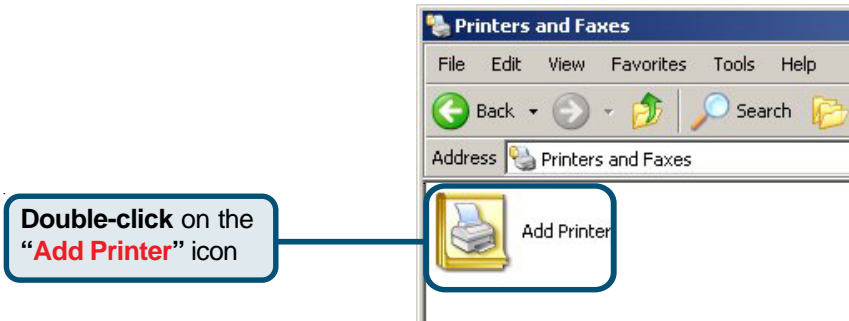 Printers and Faxes
File Edit View Favorites Tools Help
Back Search
Address Printers and Faxes
Double-click on the
“Add Printer” icon
Add Printer